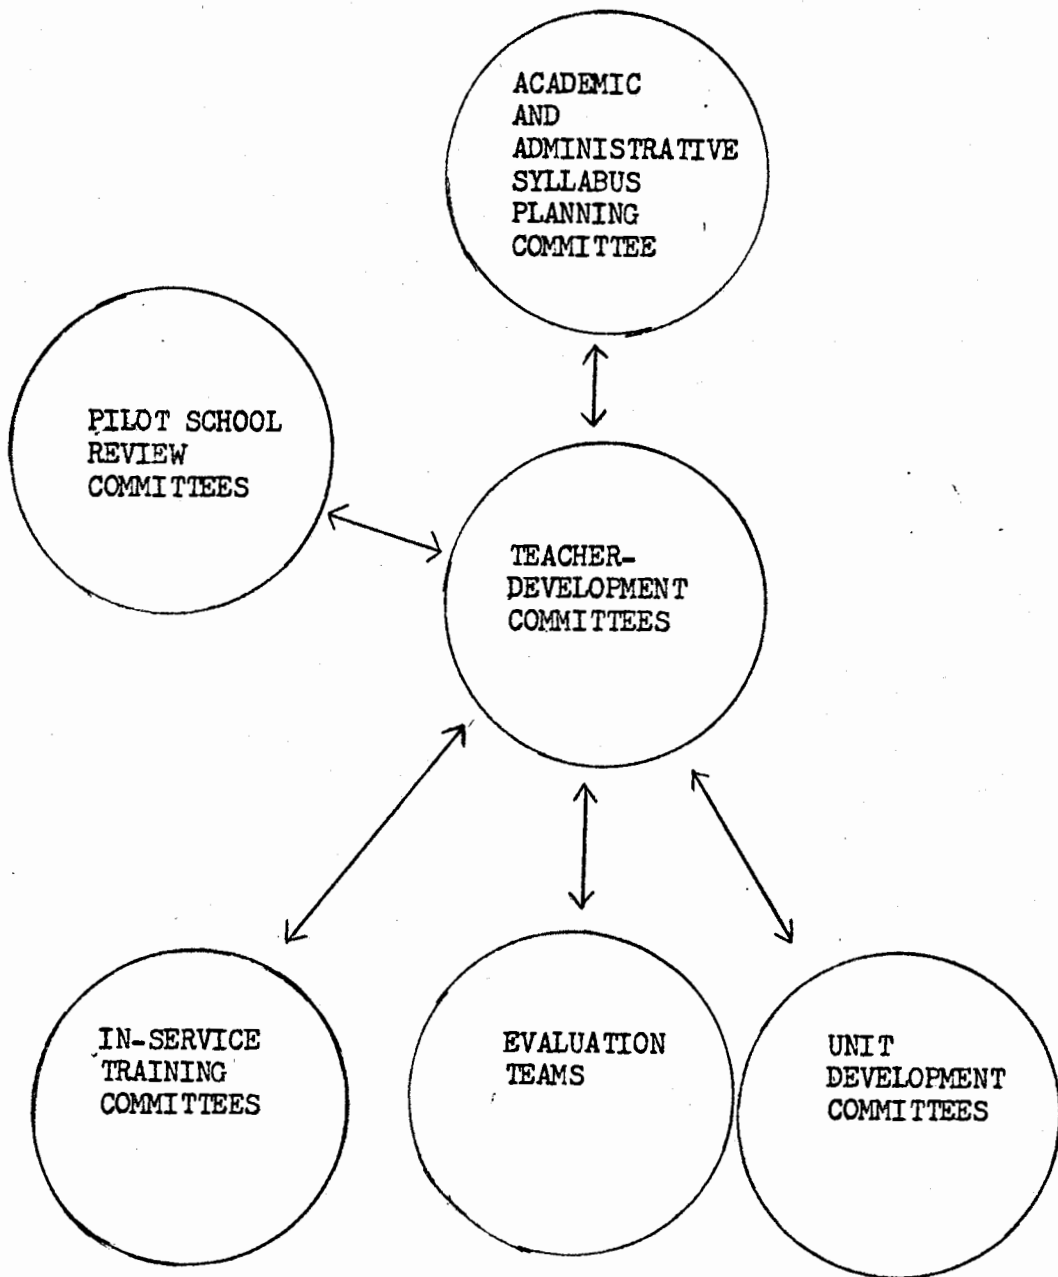 ACADEMIC
AND
ADMINISTRATIVE
SYLLABUS
PLANNING
COMMITTEE
PILOT SCHOOL
REVIEW
COMMITTEES
TEACHER-
DEVELOPMENT
COMMITTEES
IN-SERVICE
TRAINING
COMMITTEES
EVALUATION
TEAMS
UNIT
DEVELOPMENT
COMMITTEES